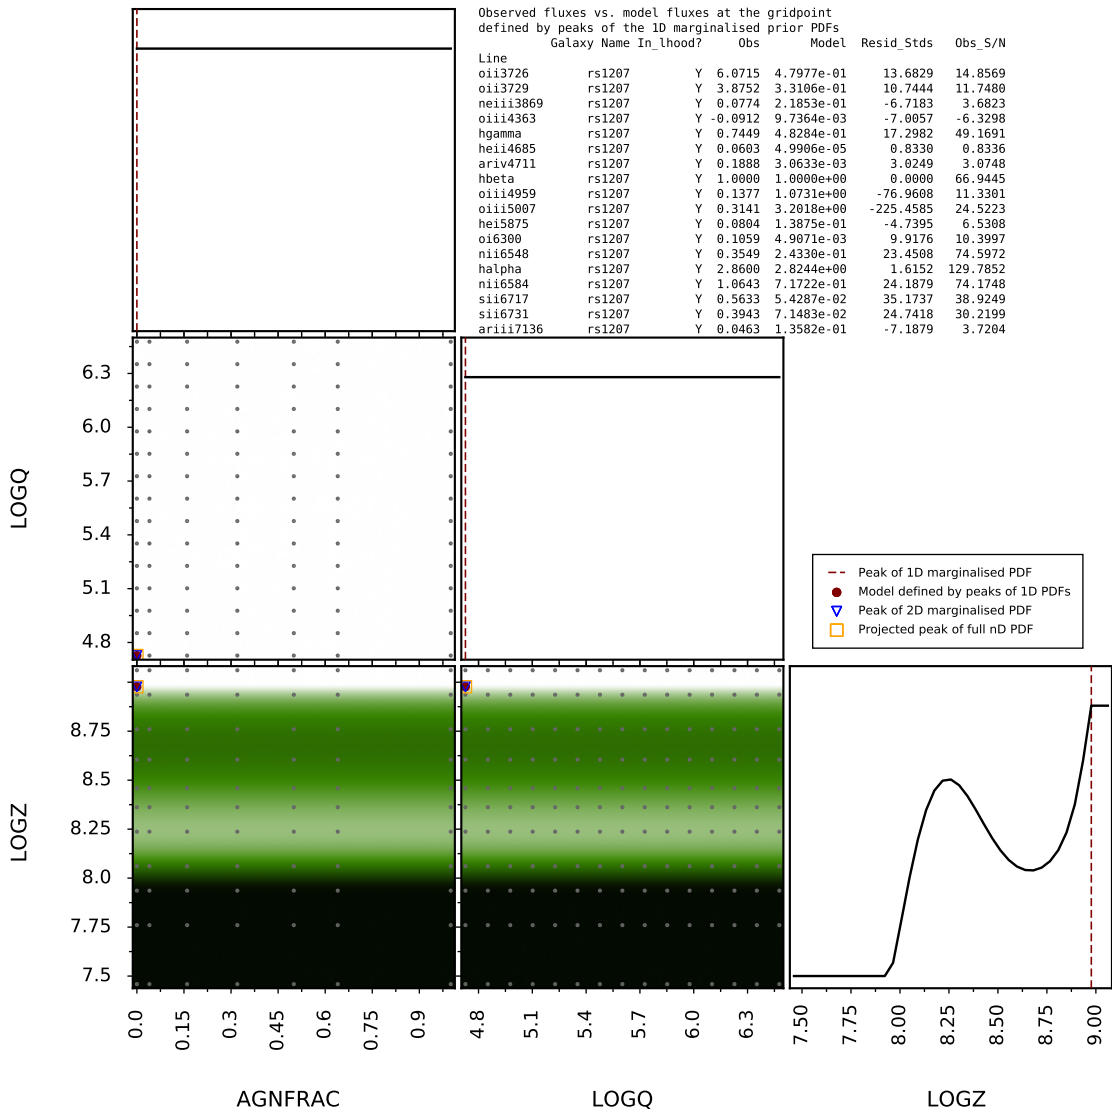 Observed fluxes vs. model fluxes at the gridpoint
defined by peaks of the 1D marginalised prior PDFs
Galaxy Name In_lhood? Obs Model Resid_Stds Obs_S/N
Line
oii3726 rs1207 Y 6.0715 4.7977e-01 13.6829 14.8569
oii3729 rs1207 Y 3.8752 3.3106e-01 10.7444 11.7480
neiii3869 rs1207 Y 0.0774 2.1853e-01 -6.7183 3.6823
oiii4363 rs1207 Y -0.0912 9.7364e-03 -7.0057 -6.3298
hgamma rs1207 Y 0.7449 4.8284e-01 17.2982 49.1691
heii4685 rs1207 Y 0.0603 4.9906e-05 0.8330 0.8336
ariv4711 rs1207 Y 0.1888 3.0633e-03 3.0249 3.0748
hbeta rs1207 Y 1.0000 1.0000e+00 0.0000 66.9445
oiii4959 rs1207 Y 0.1377 1.0731e+00 -76.9608 11.3301
oiii5007 rs1207 Y 0.3141 3.2018e+00 -225.4585 24.5223
hei5875 rs1207 Y 0.0804 1.3875e-01 -4.7395 6.5308
oi6300 rs1207 Y 0.1059 4.9071e-03 9.9176 10.3997
nii6548 rs1207 Y 0.3549 2.4330e-01 23.4508 74.5972
halpha rs1207 Y 2.8600 2.8244e+00 1.6152 129.7852
nii6584 rs1207 Y 1.0643 7.1722e-01 24.1879 74.1748
sii6717 rs1207 Y 0.5633 5.4287e-02 35.1737 38.9249
sii6731 rs1207 Y 0.3943 7.1483e-02 24.7418 30.2199
ariii7136 rs1207 Y 0.0463 1.3582e-01 -7.1879 3.7204
6.3
6.0
5.7
5.4
5.1
4.8
LOGQ
Peak of 1D marginalised PDF
Model defined by peaks of 1D PDFs
Peak of 2D marginalised PDF
Projected peak of full nD PDF
8.75
8.5
8.25
8.0
7.75
7.5
LOGZ
0.0 0.15 0.3 0.45 0.6 0.75 0.9
4.8 5.1 5.4 5.7 6.0 6.3
7.50 7.75 8.00 8.25 8.50 8.75 9.00
AGNFRAC LOGQ LOGZ